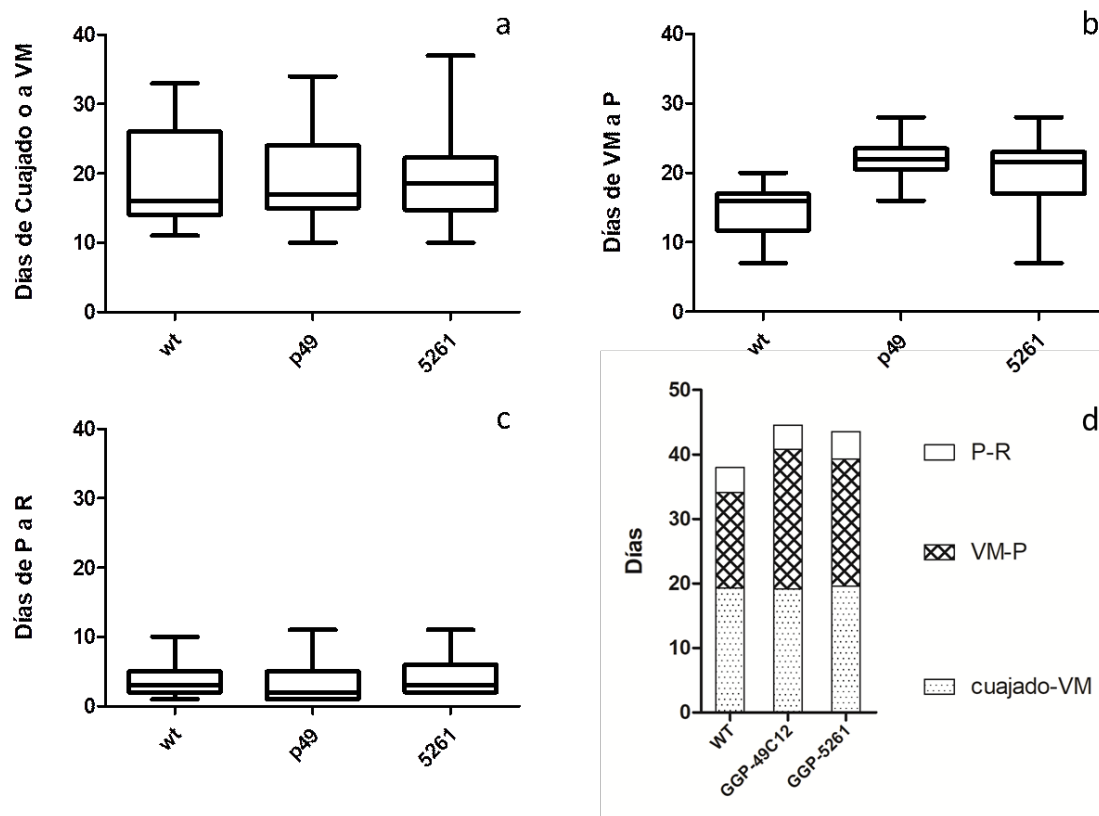 a
Días de Cuajado o a VM
40
30
20
10
0
wt
p49
5261
b
Días de VM a P
40
30
20
10
0
wt
p49
5261
c
Días de P a R
40
30
20
10
0
wt
p49
5261
d
Días
50
40
30
20
10
0
WT
GGP-49C12
GGP-5261
P-R
VM-P
cuajado-VM